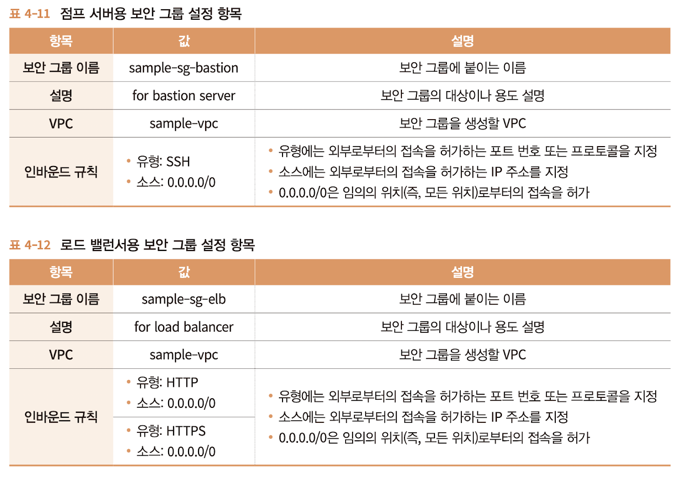 표 4-11 점프 서버용 보안 그룹 설정 항목
항목 값 설명
보안 그룹 이름 sample-sg-bastion 보안 그룹에 붙이는 이름
설명 for bastion server 보안 그룹의 대상이나 용도 설명
VPC sample-vpc 보안 그룹을 생성할 VPC
인바운드 규칙
• 유형: SSH
• 소스: 0.0.0.0/0
• 유형에는 외부로부터의 접속을 허가하는 포트 번호 또는 프로토콜을 지정
• 소스에는 외부로부터의 접속을 허가하는 IP 주소를 지정
• 0.0.0.0/0은 임의의 위치(즉, 모든 위치)로부터의 접속을 허가
표 4-12 로드 밸런서용 보안 그룹 설정 항목
항목 값 설명
보안 그룹 이름 sample-sg-elb 보안 그룹에 붙이는 이름
설명 for load balancer 보안 그룹의 대상이나 용도 설명
VPC sample-vpc 보안 그룹을 생성할 VPC
인바운드 규칙
• 유형: HTTP
• 소스: 0.0.0.0/0
• 유형: HTTPS
• 소스: 0.0.0.0/0
• 유형에는 외부로부터의 접속을 허가하는 포트 번호 또는 프로토콜을 지정
• 소스에는 외부로부터의 접속을 허가하는 IP 주소를 지정
• 0.0.0.0/0은 임의의 위치(즉, 모든 위치)로부터의 접속을 허가